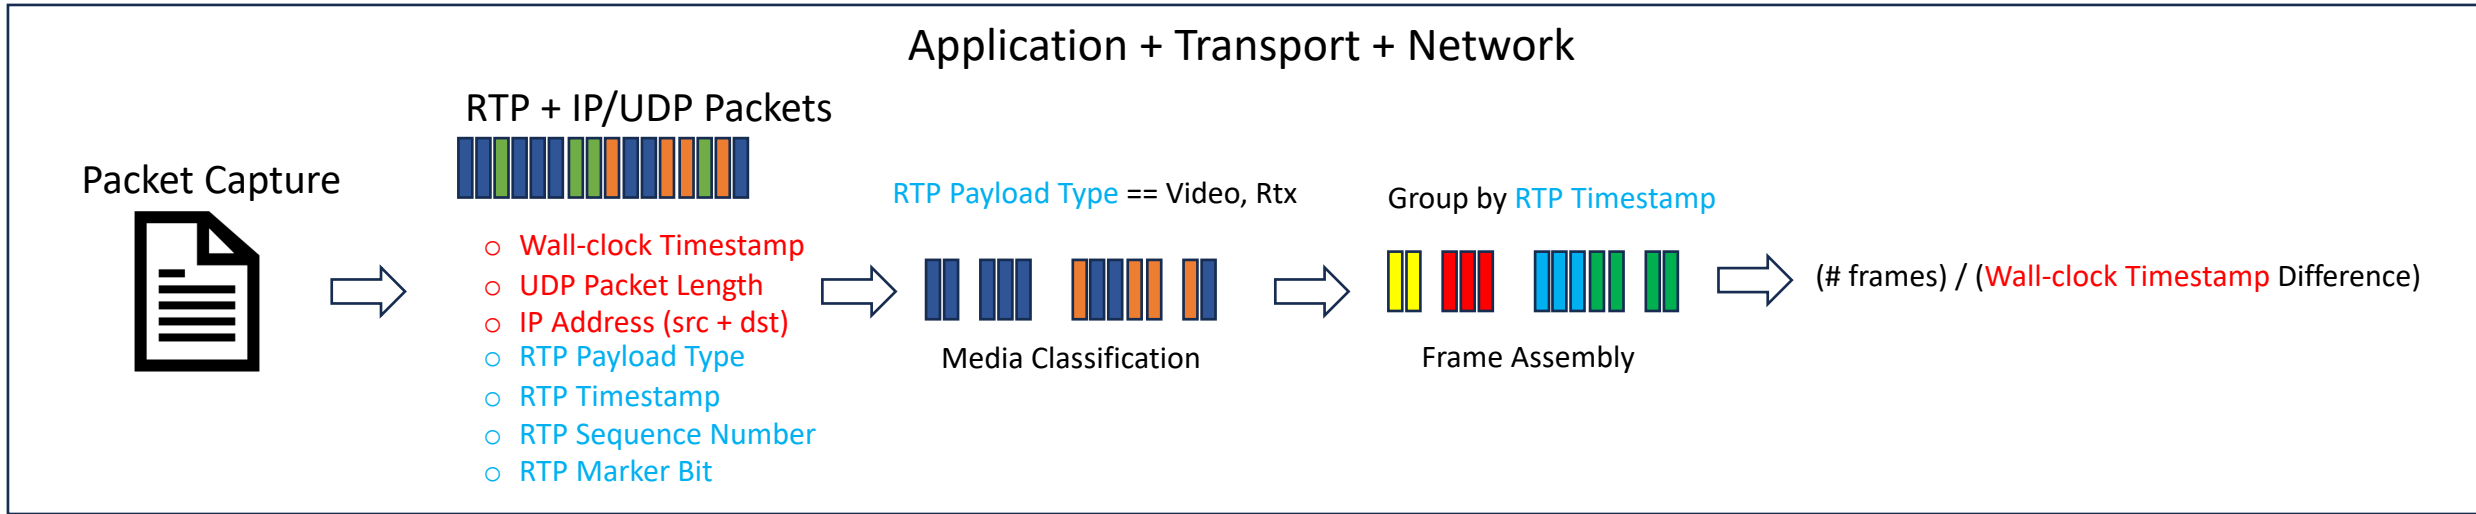 Application + Transport + Network
RTP + IP/UDP Packets
Packet Capture
○ Wall-clock Timestamp
○ UDP Packet Length
○ IP Address (src + dst)
○ RTP Payload Type
○ RTP Timestamp
○ RTP Sequence Number
○ RTP Marker Bit
RTP Payload Type == Video, Rtx
Media Classification
Group by RTP Timestamp
Frame Assembly
(# frames) / (Wall-clock Timestamp Difference)